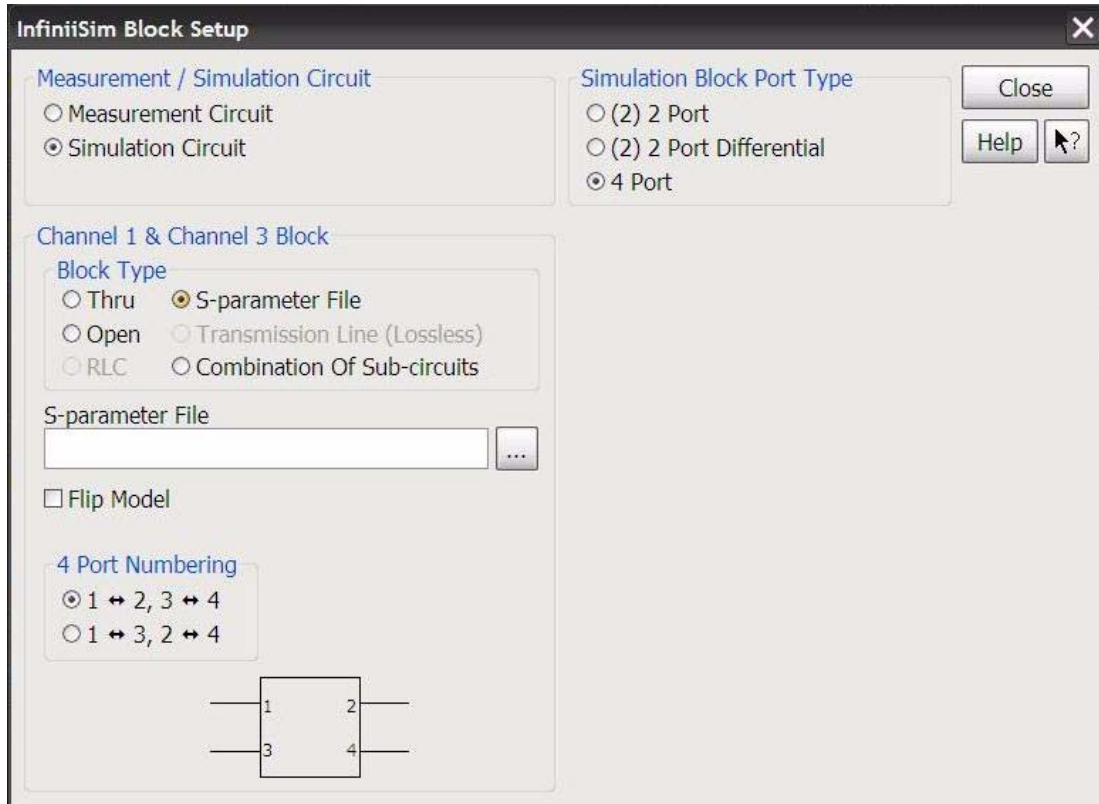 InfiniiSim Block Setup
Measurement / Simulation Circuit
Measurement Circuit
Simulation Circuit
Simulation Block Port Type
(2) 2 Port
(2) 2 Port Differential
4 Port
Close
Help
?
Channel 1 & Channel 3 Block
Block Type
Thru
S-parameter File
Open
Transmission Line (Lossless)
RLC
Combination Of Sub-circuits
S-parameter File
...
Flip Model
4 Port Numbering
1 ↔ 2, 3 ↔ 4
1 ↔ 3, 2 ↔ 4
1 2
3 4